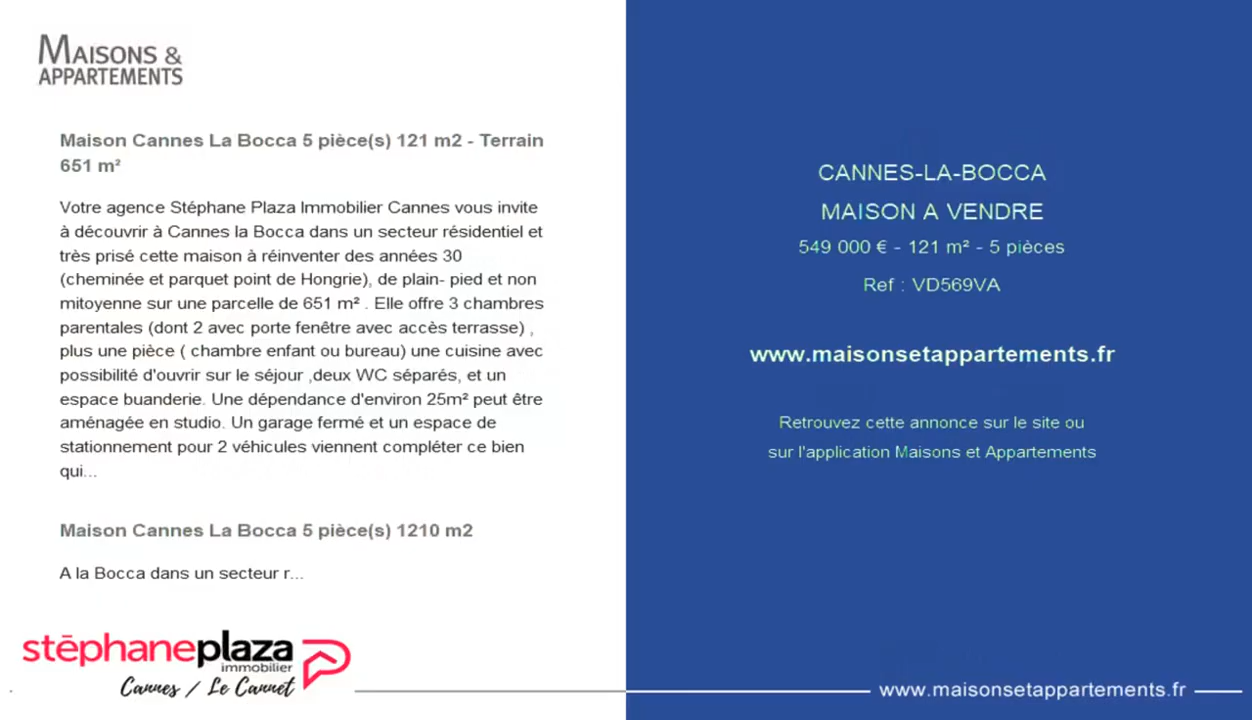 MAISONS &
APPARTEMENTS
Maison Cannes La Bocca 5 pièce(s) 121 m2 - Terrain
651 m²
Votre agence Stéphane Plaza Immobilier Cannes vous invite
à découvrir à Cannes la Bocca dans un secteur résidentiel et
très prisé cette maison à réinventer des années 30
(cheminée et parquet point de Hongrie), de plain- pied et non
mitoyenne sur une parcelle de 651 m² . Elle offre 3 chambres
parentales (dont 2 avec porte fenêtre avec accès terrasse) ,
plus une pièce ( chambre enfant ou bureau) une cuisine avec
possibilité d'ouvrir sur le séjour ,deux WC séparés, et un
espace buanderie. Une dépendance d'environ 25m² peut être
aménagée en studio. Un garage fermé et un espace de
stationnement pour 2 véhicules viennent compléter ce bien
qui...
Maison Cannes La Bocca 5 pièce(s) 1210 m2
A la Bocca dans un secteur r...
stéphaneplaza
immobilier
Cannes / Le Cannet
CANNES-LA-BOCCA
MAISON A VENDRE
549 000 € - 121 m² - 5 pièces
Ref : VD569VA
www.maisonsetappartements.fr
Retrouvez cette annonce sur le site ou
sur l'application Maisons et Appartements
www.maisonsetappartements.fr